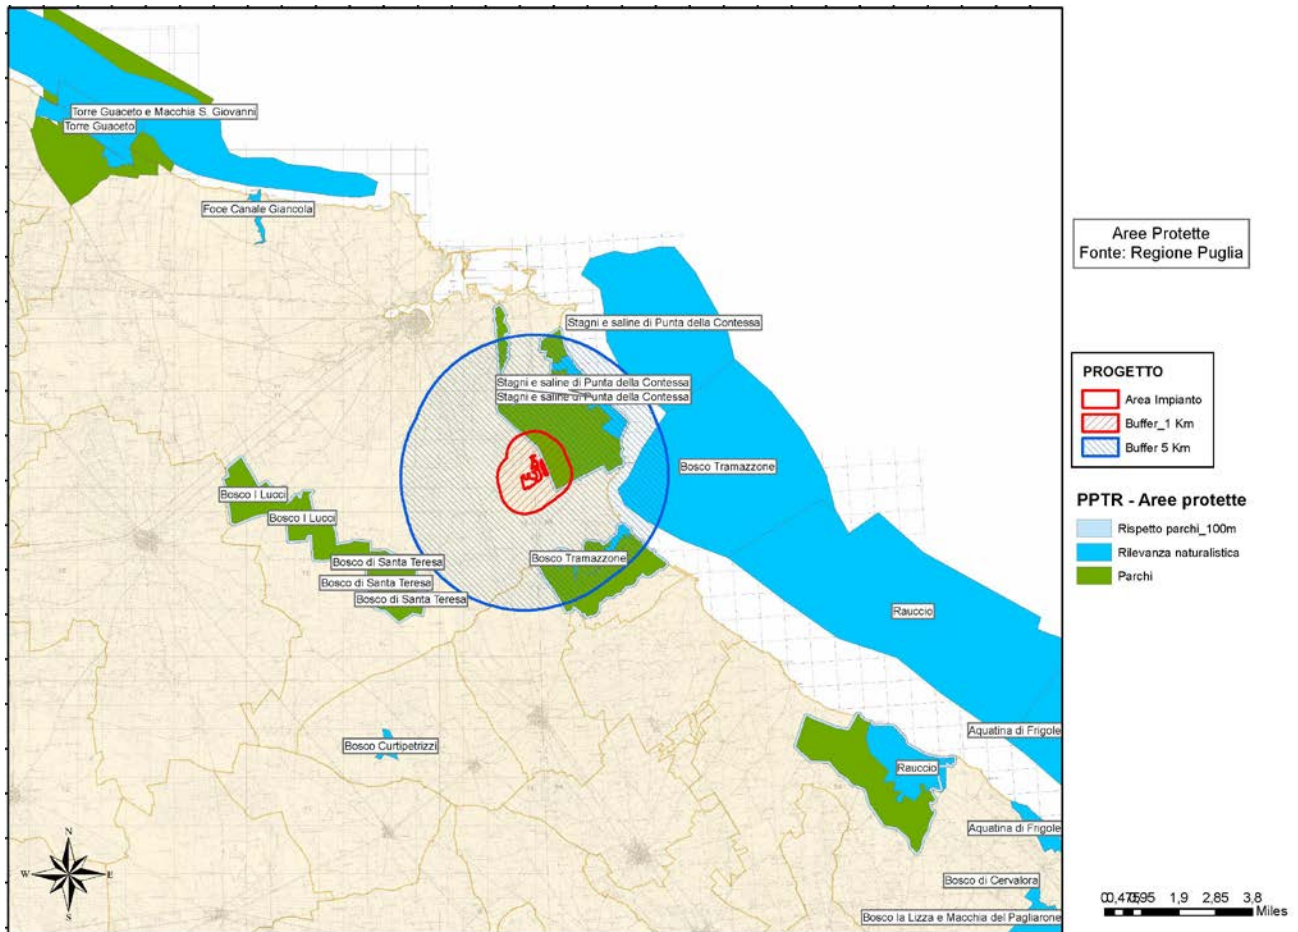 Torre Guaceto e Macchia S. Giovanni
Torre Guaceto
Foce Canale Giancola
Stagni e saline di Punta della Contessa
Stagni e saline di Punta della Contessa
Stagni e saline di Punta della Contessa
Bosco Tramazzone
Bosco I Lucci
Bosco I Lucci
Bosco Tramazzone
Bosco di Santa Teresa
Bosco di Santa Teresa
Bosco di Santa Teresa
Rauccio
Aquatina di Frigole
Bosco Curtipetrizzi
Rauccio
Aquatina di Frigole
Bosco di Cervalora
Bosco la Lizza e Macchia del Pagliarone
N
W E
S
Aree Protette
Fonte: Regione Puglia
PROGETTO
Area Impianto
Buffer_1 Km
Buffer 5 Km
PPTR - Aree protette
Rispetto parchi_100m
Rilevanza naturalistica
Parchi
1,9 2,85 3,8
Miles